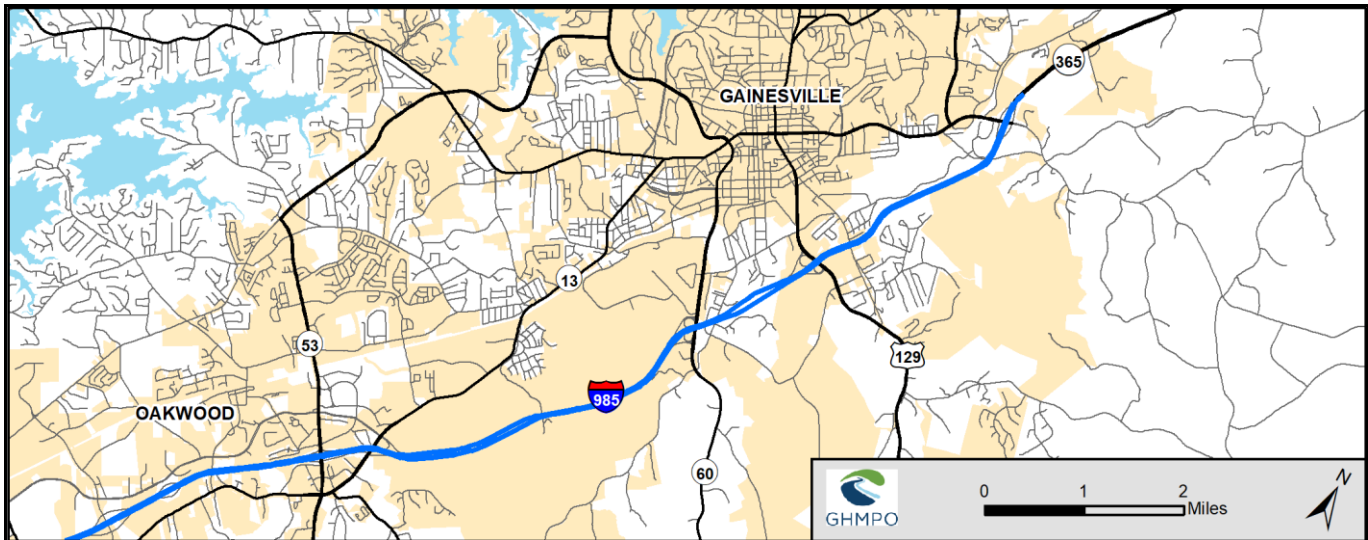 365
GAINESVILLE
13
53
129
985
OAKWOOD
60
GHMPO
0 1 2
Miles
N